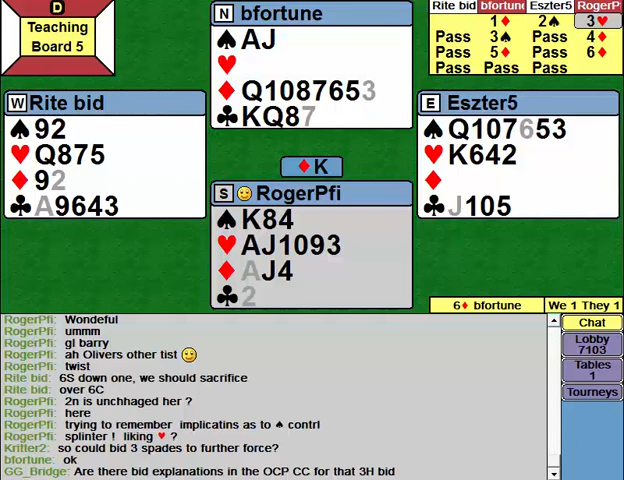 D
Teaching
Board 5
N bfortune
♠ AJ
♥
♦ Q1087653
♣ KQ87
Rite bid bfortune Eszter5 RogerP
1♦ 2♠ 3♥
Pass 3♠ Pass 4♦
Pass 5♦ Pass 6♦
Pass Pass Pass
W Rite bid
♠ 92
♥ Q875
♦ 92
♣ A9643
♦ K
E Eszter5
♠ Q107653
♥ K642
♦
♣ J105
S RogerPfi
♠ K84
♥ AJ1093
♦ AJ4
♣ 2
6♦ bfortune We 1 They 1
RogerPfi: Wondeful
RogerPfi: ummm
RogerPfi: gl barry
RogerPfi: ah Olivers other tist
RogerPfi: twist
Rite bid: 6S down one, we should sacrifice
Rite bid: over 6C
RogerPfi: 2n is unchhaged her ?
RogerPfi: here
RogerPfi: trying to remember implicatins as to ♠ contrl
RogerPfi: splinter ! liking ♥ ?
Kritter2: so could bid 3 spades to further force?
bfortune: ok
GG_Bridge: Are there bid explanations in the OCP CC for that 3H bid
Chat
Lobby
7103
Tables
1
Tourneys